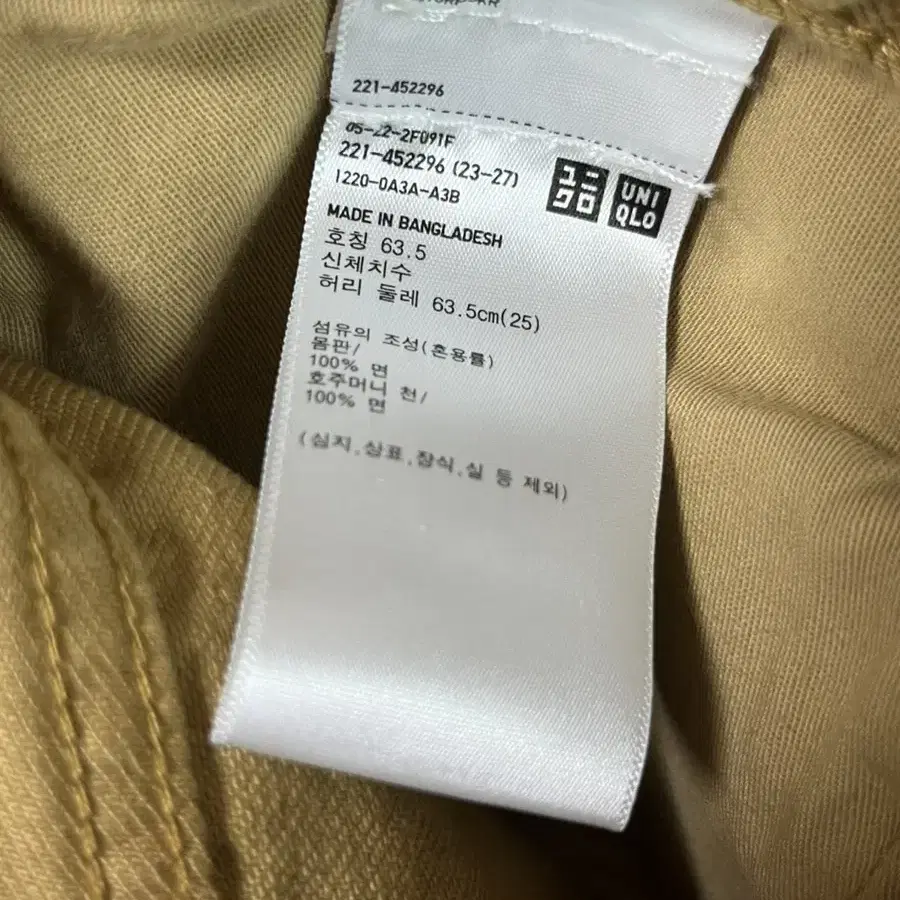 221-452296
05-22-2F091F
221-452296 (23-27)
1220-0A3A-A3B
ユニ
クロ
UNI
QLO
MADE IN BANGLADESH
호칭 63.5
신체치수
허리 둘레 63.5cm(25)
섬유의 조성(혼용률)
몸판/
100% 면
호주머니 천/
100% 면
(심지,상표,장식,실 등 제외)